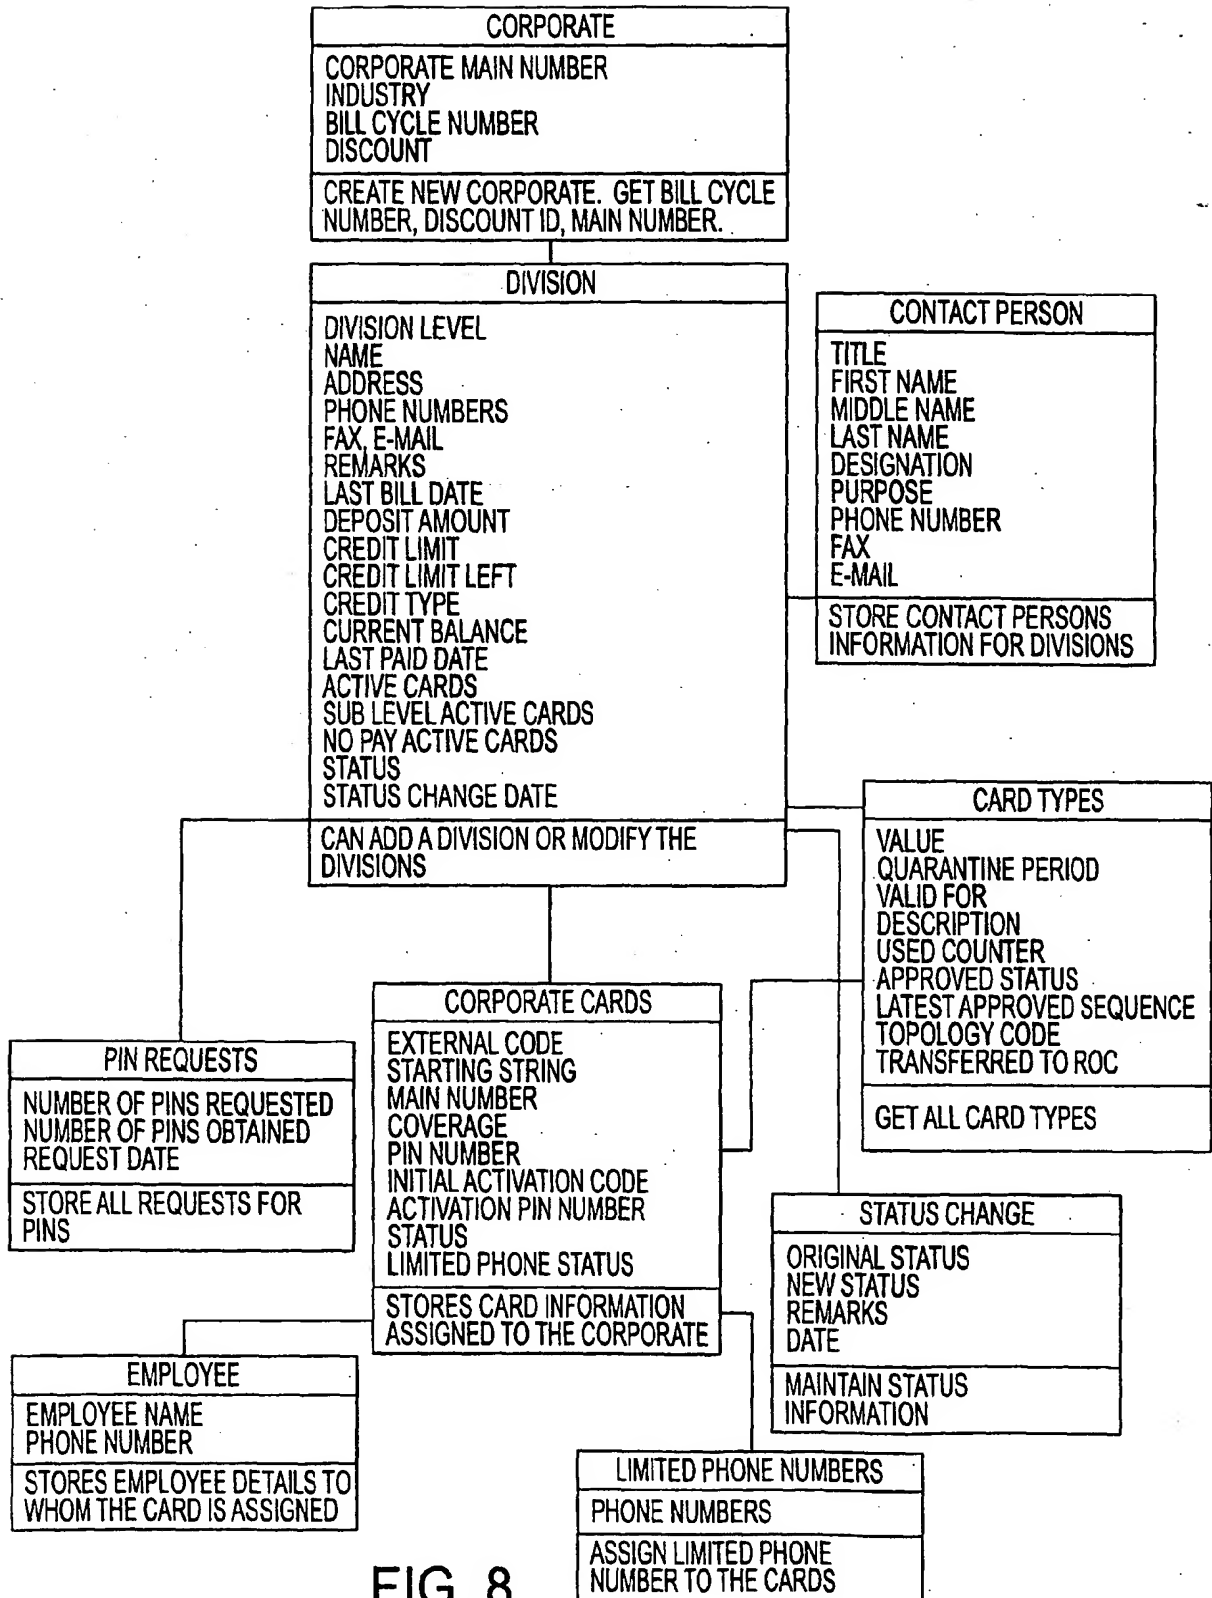 CORPORATE
CORPORATE MAIN NUMBER
INDUSTRY
BILL CYCLE NUMBER
DISCOUNT
CREATE NEW CORPORATE. GET BILL CYCLE
NUMBER, DISCOUNT ID, MAIN NUMBER.
DIVISION
DIVISION LEVEL
NAME
ADDRESS
PHONE NUMBERS
FAX, E-MAIL
REMARKS
LAST BILL DATE
DEPOSIT AMOUNT
CREDIT LIMIT
CREDIT LIMIT LEFT
CREDIT TYPE
CURRENT BALANCE
LAST PAID DATE
ACTIVE CARDS
SUB LEVEL ACTIVE CARDS
NO PAY ACTIVE CARDS
STATUS
STATUS CHANGE DATE
CAN ADD A DIVISION OR MODIFY THE
DIVISIONS
CONTACT PERSON
TITLE
FIRST NAME
MIDDLE NAME
LAST NAME
DESIGNATION
PURPOSE
PHONE NUMBER
FAX
E-MAIL
STORE CONTACT PERSONS
INFORMATION FOR DIVISIONS
CARD TYPES
VALUE
QUARANTINE PERIOD
VALID FOR
DESCRIPTION
USED COUNTER
APPROVED STATUS
LATEST APPROVED SEQUENCE
TOPOLOGY CODE
TRANSFERRED TO ROC
GET ALL CARD TYPES
CORPORATE CARDS
EXTERNAL CODE
STARTING STRING
MAIN NUMBER
COVERAGE
PIN NUMBER
INITIAL ACTIVATION CODE
ACTIVATION PIN NUMBER
STATUS
LIMITED PHONE STATUS
STORES CARD INFORMATION
ASSIGNED TO THE CORPORATE
PIN REQUESTS
NUMBER OF PINS REQUESTED
NUMBER OF PINS OBTAINED
REQUEST DATE
STORE ALL REQUESTS FOR
PINS
STATUS CHANGE
ORIGINAL STATUS
NEW STATUS
REMARKS
DATE
MAINTAIN STATUS
INFORMATION
EMPLOYEE
EMPLOYEE NAME
PHONE NUMBER
STORES EMPLOYEE DETAILS TO
WHOM THE CARD IS ASSIGNED
LIMITED PHONE NUMBERS
PHONE NUMBERS
ASSIGN LIMITED PHONE
NUMBER TO THE CARDS
FIG. 8